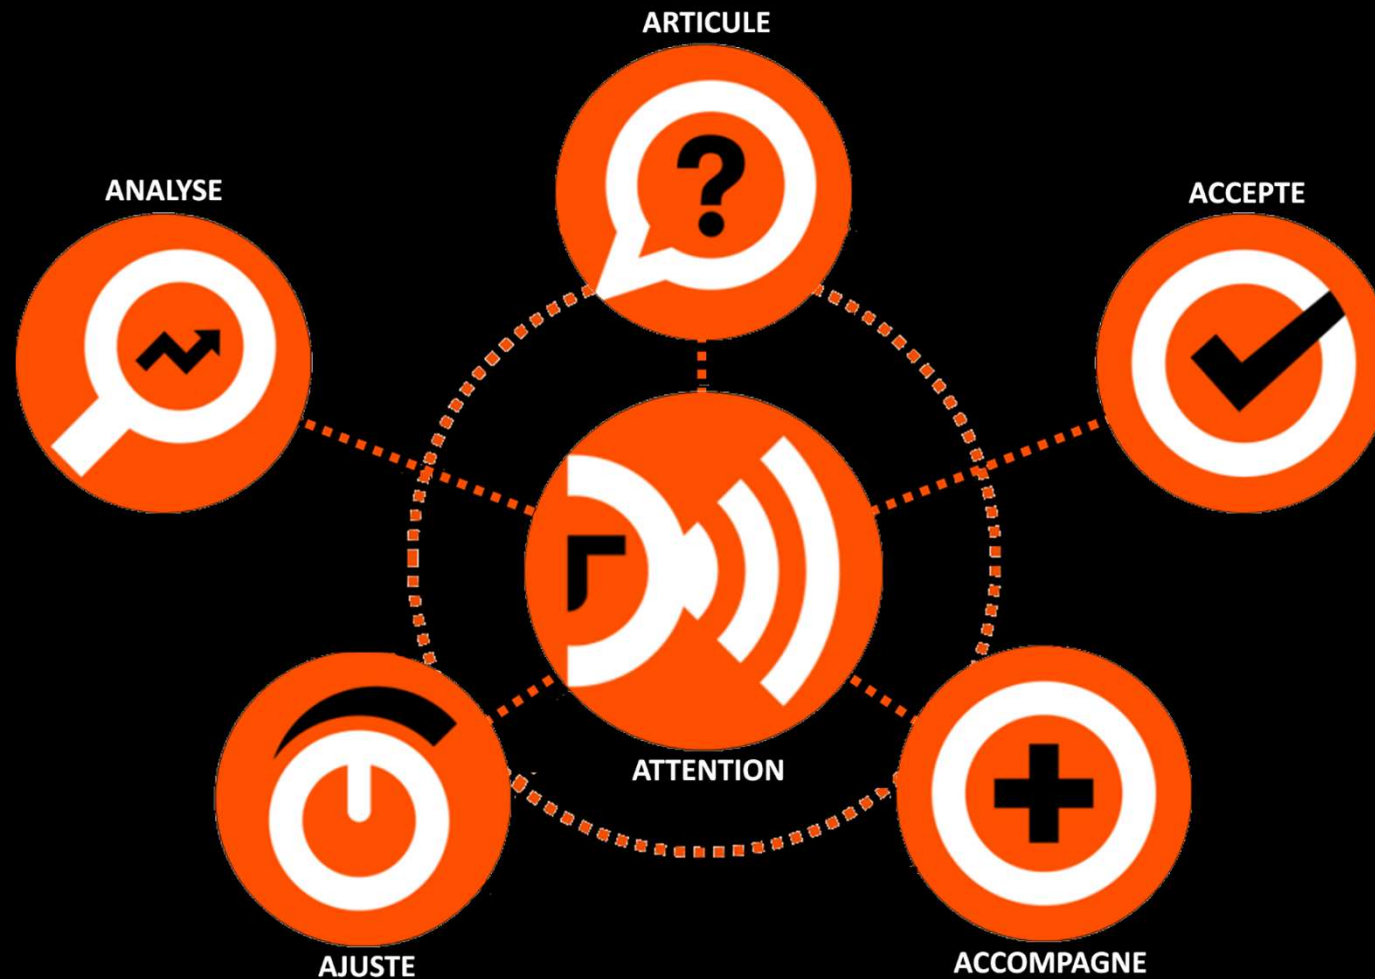 ARTICULE
ANALYSE
ACCEPTE
?
ATTENTION
AJUSTE
ACCOMPAGNE